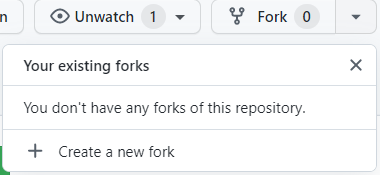 n
Unwatch 1
Fork 0
Your existing forks
You don't have any forks of this repository.
Create a new fork